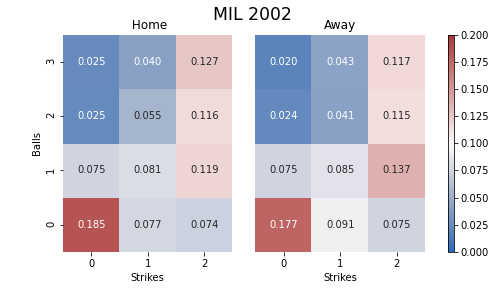 MIL 2002
Home Away
3 0.025 0.040 0.127 0.020 0.043 0.117
2 0.025 0.055 0.116 0.024 0.041 0.115
1 0.075 0.081 0.119 0.075 0.085 0.137
0 0.185 0.077 0.074 0.177 0.091 0.075
Balls
0 1 2 0 1 2
Strikes Strikes
0.200
0.175
0.150
0.125
0.100
0.075
0.050
0.025
0.000